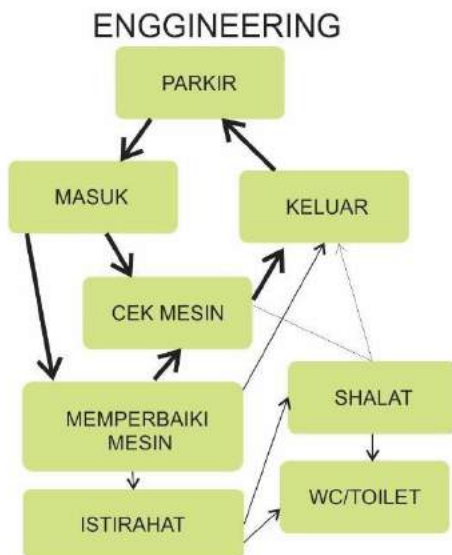 ENGGINEERING
PARKIR
MASUK
KELUAR
CEK MESIN
MEMPERBAIKI
MESIN
SHALAT
ISTIRAHAT
WC/TOILET